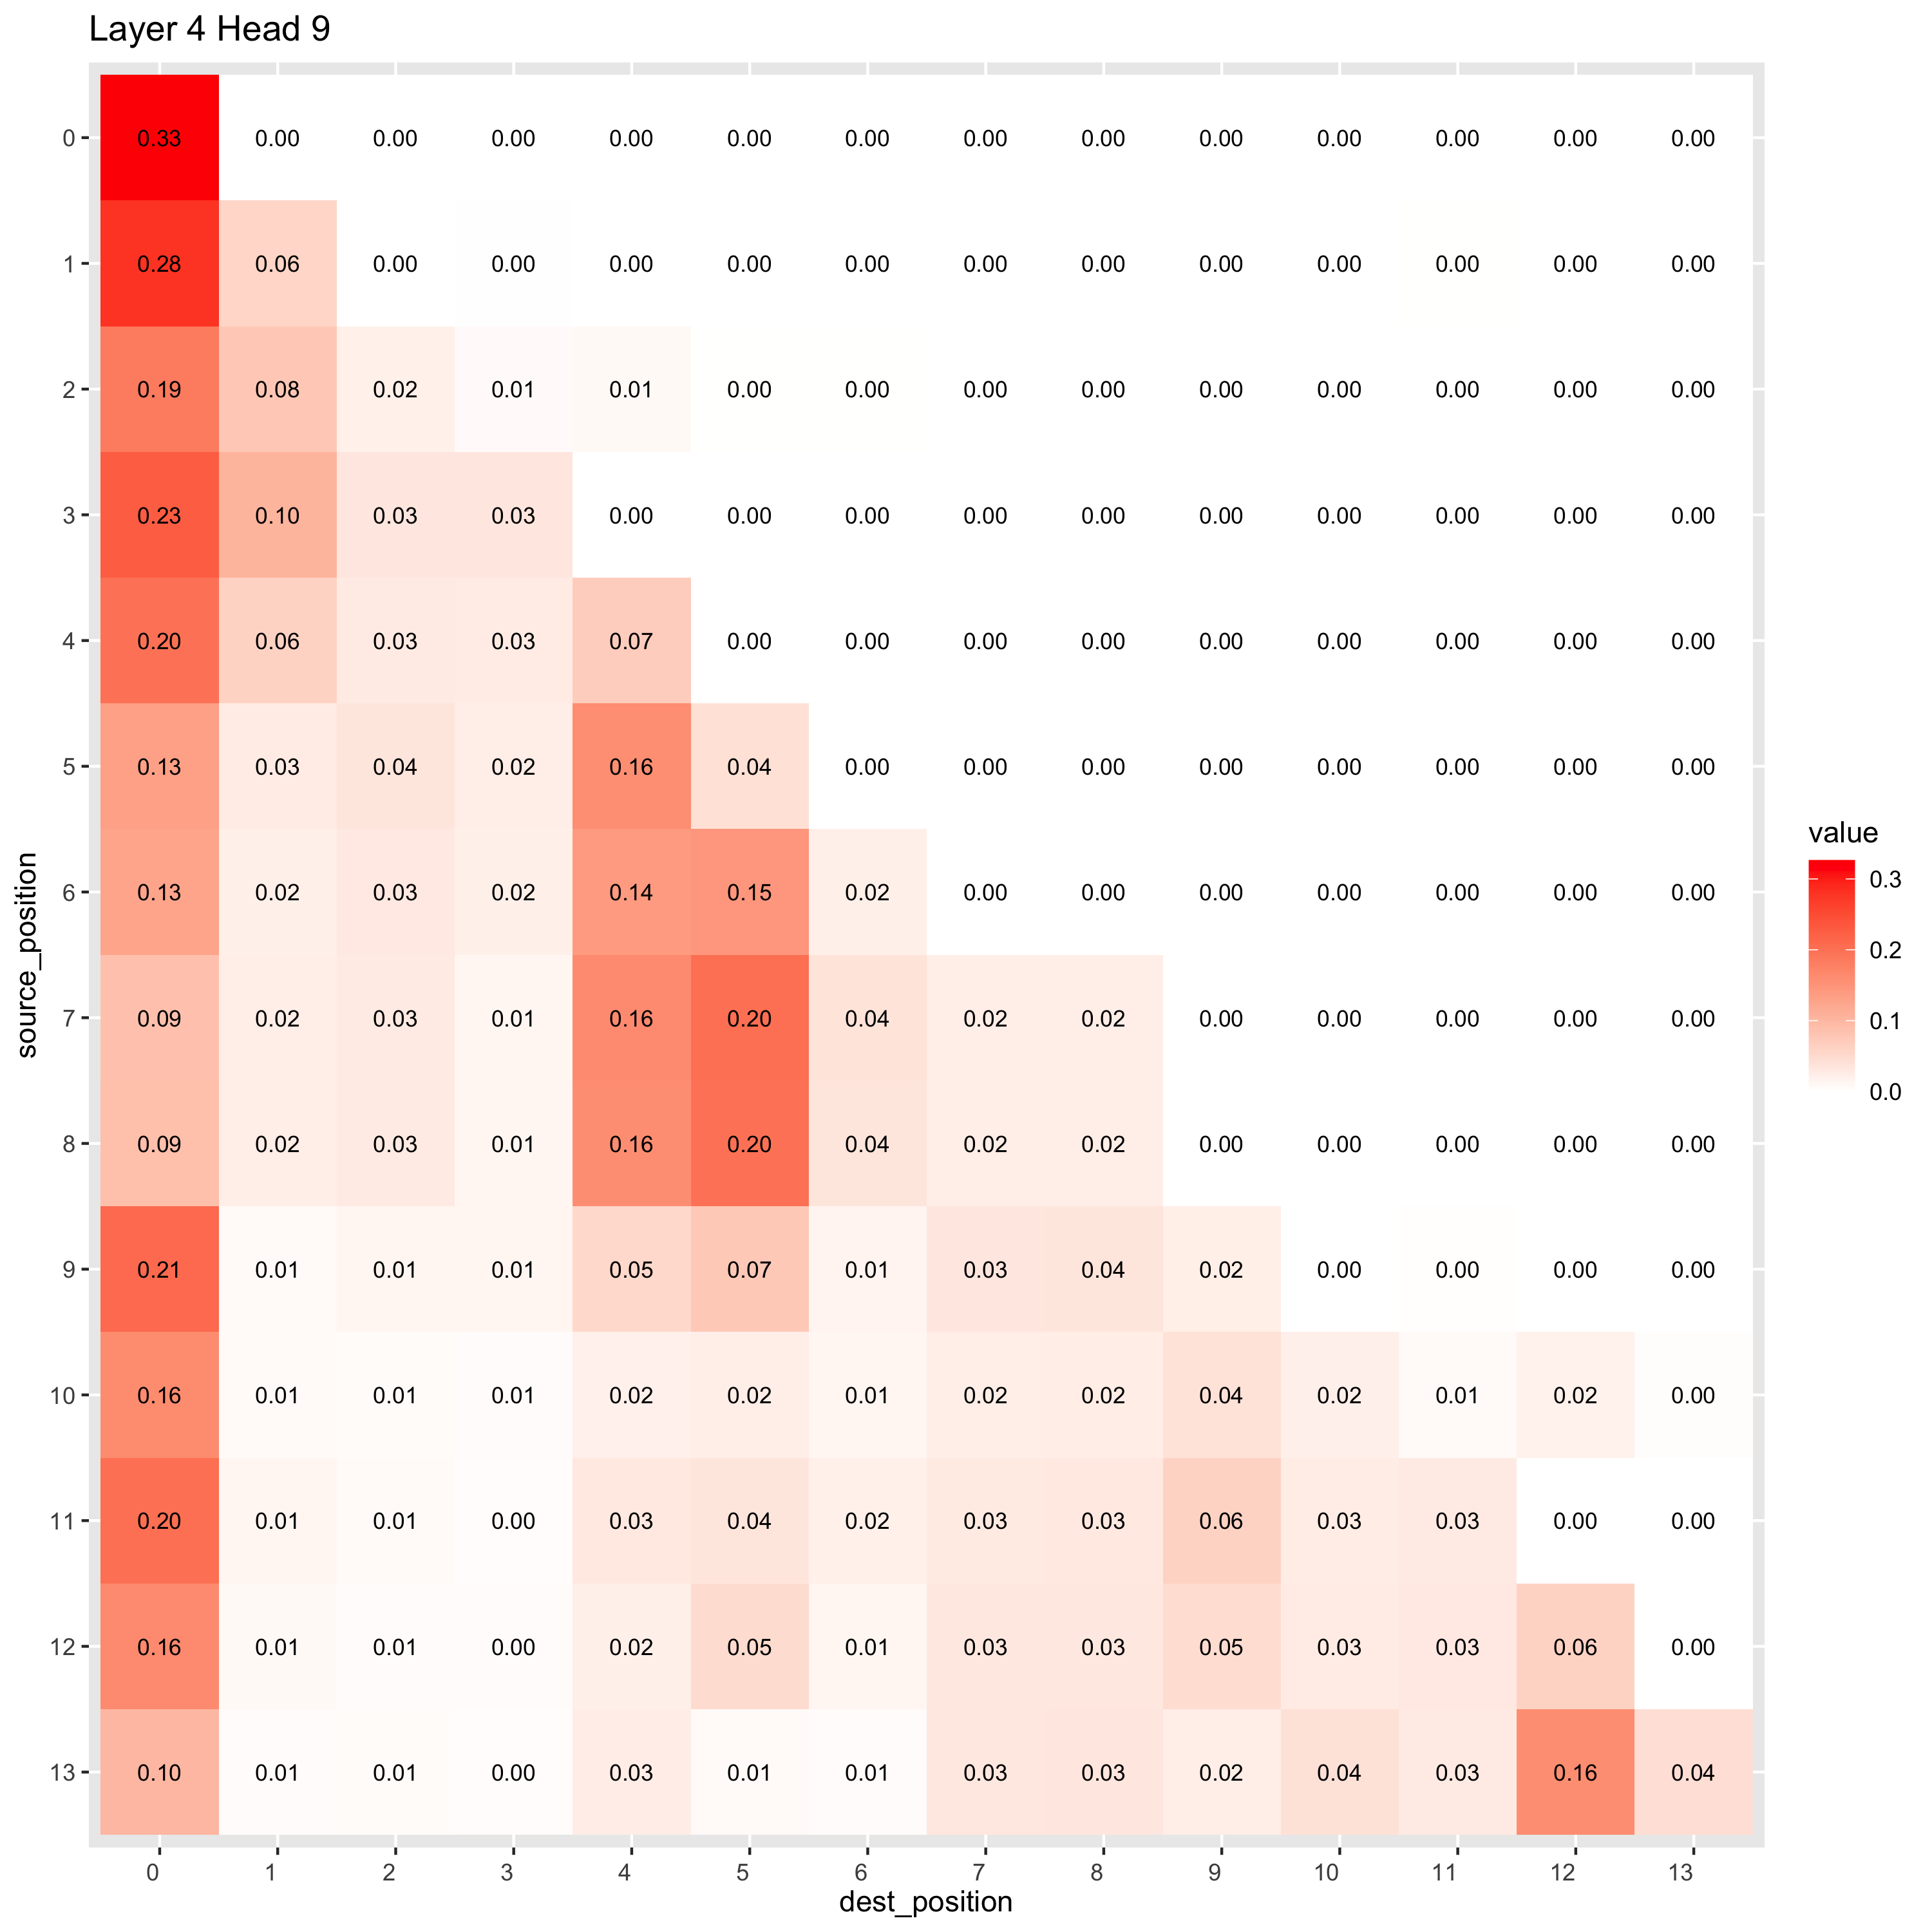 Layer 4 Head 9
0 0.33 0.00 0.00 0.00 0.00 0.00 0.00 0.00 0.00 0.00 0.00 0.00 0.00 0.00
1 0.28 0.06 0.00 0.00 0.00 0.00 0.00 0.00 0.00 0.00 0.00 0.00 0.00 0.00
2 0.19 0.08 0.02 0.01 0.01 0.00 0.00 0.00 0.00 0.00 0.00 0.00 0.00 0.00
3 0.23 0.10 0.03 0.03 0.00 0.00 0.00 0.00 0.00 0.00 0.00 0.00 0.00 0.00
4 0.20 0.06 0.03 0.03 0.07 0.00 0.00 0.00 0.00 0.00 0.00 0.00 0.00 0.00
5 0.13 0.03 0.04 0.02 0.16 0.04 0.00 0.00 0.00 0.00 0.00 0.00 0.00 0.00
6 0.13 0.02 0.03 0.02 0.14 0.15 0.02 0.00 0.00 0.00 0.00 0.00 0.00 0.00
7 0.09 0.02 0.03 0.01 0.16 0.20 0.04 0.02 0.02 0.00 0.00 0.00 0.00 0.00
8 0.09 0.02 0.03 0.01 0.16 0.20 0.04 0.02 0.02 0.00 0.00 0.00 0.00 0.00
9 0.21 0.01 0.01 0.01 0.05 0.07 0.01 0.03 0.04 0.02 0.00 0.00 0.00 0.00
10 0.16 0.01 0.01 0.01 0.02 0.02 0.01 0.02 0.02 0.04 0.02 0.01 0.02 0.00
11 0.20 0.01 0.01 0.00 0.03 0.04 0.02 0.03 0.03 0.06 0.03 0.03 0.00 0.00
12 0.16 0.01 0.01 0.00 0.02 0.05 0.01 0.03 0.03 0.05 0.03 0.03 0.06 0.00
13 0.10 0.01 0.01 0.00 0.03 0.01 0.01 0.03 0.03 0.02 0.04 0.03 0.16 0.04
0 1 2 3 4 5 6 7 8 9 10 11 12 13
dest_position
source_position
value
0.3
0.2
0.1
0.0